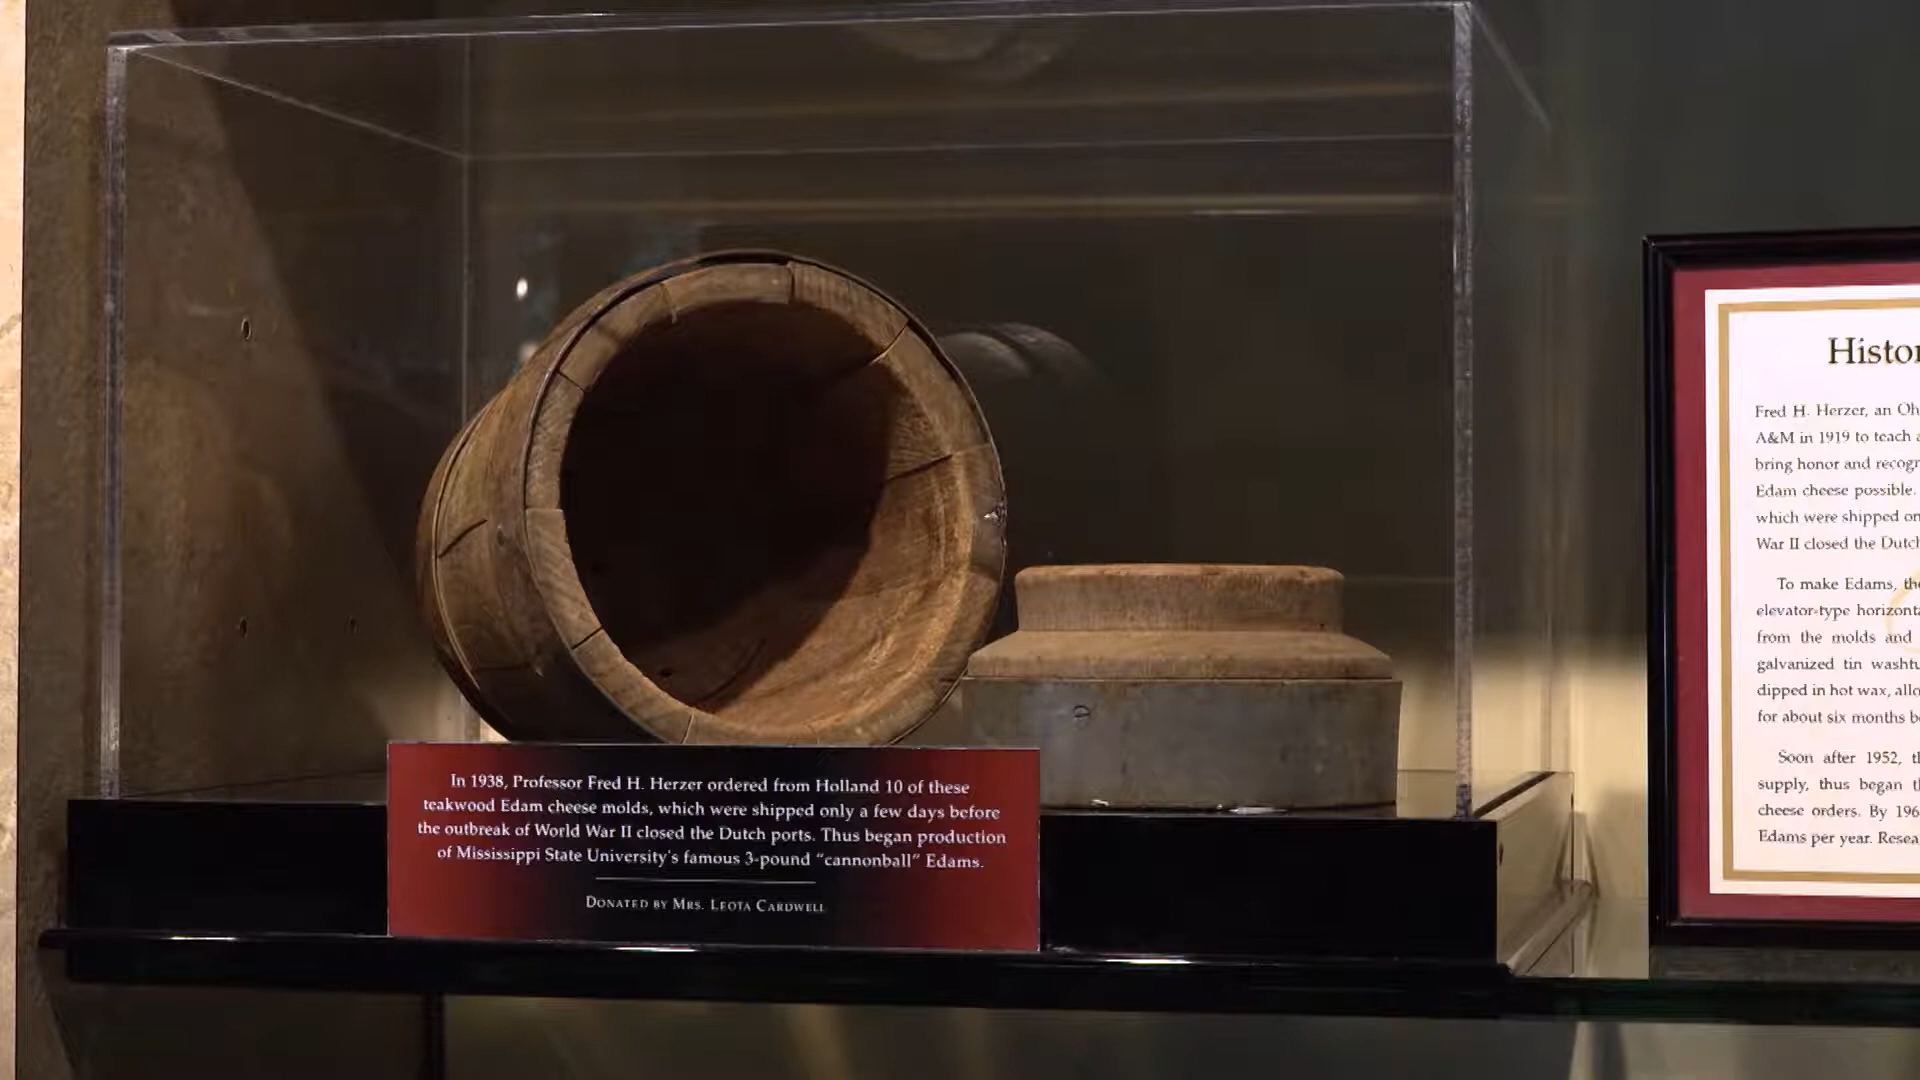 In 1938, Professor Fred H. Herzer ordered from Holland 10 of these
teakwood Edam cheese molds, which were shipped only a few days before
the outbreak of World War II closed the Dutch ports. Thus began production
of Mississippi State University's famous 3-pound "cannonball" Edams.
Donated by Mrs. Leota Cardwell
Histor
Fred H. Herzer, an Oh
A&M in 1919 to teach a
bring honor and recogn
Edam cheese possible.
which were shipped on
War II closed the Dutch
To make Edams, the
elevator-type horizonta
from the molds and
galvanized tin washtu
dipped in hot wax, allo
for about six months be
Soon after 1952, th
supply, thus began th
cheese orders. By 196
Edams per year. Resea